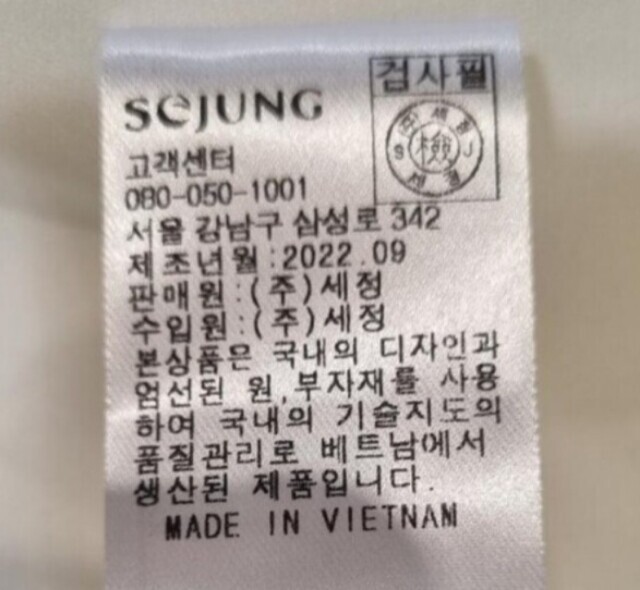 SEJUNG
검사필
檢
고객센터
080-050-1001
서울 강남구 삼성로 342
제조년월:2022.09
판매원:(주)세정
수입원:(주)세정
본상품은 국내의 디자인과
엄선된 원,부자재를 사용
하여 국내의 기술지도의
품질관리로 베트남에서
생산된 제품입니다.
MADE IN VIETNAM